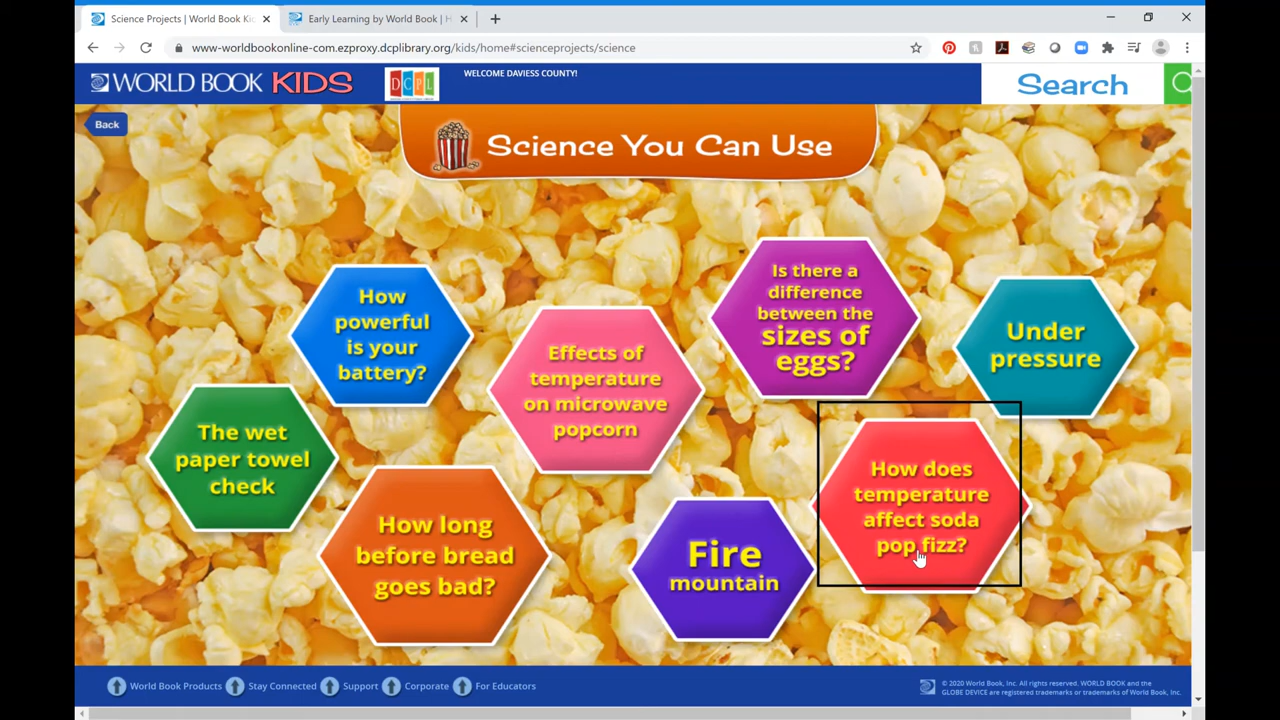 Science Projects | World Book Ki
Early Learning by World Book | H
www-worldbookonline-com.ezproxy.dcplibrary.org/kids/home#scienceprojects/science
WORLD BOOK KIDS
DCPL
WELCOME DAVIESS COUNTY!
Search
Back
Science You Can Use
How
powerful
is your
battery?
Effects of
temperature
on microwave
popcorn
Is there a
difference
between the
sizes of
eggs?
Under
pressure
The wet
paper towel
check
How long
before bread
goes bad?
Fire
mountain
How does
temperature
affect soda
pop fizz?
World Book Products
Stay Connected
Support
Corporate
For Educators
© 2020 World Book, Inc. All rights reserved. WORLD BOOK and the
GLOBE DEVICE are registered trademarks or trademarks of World Book, Inc.